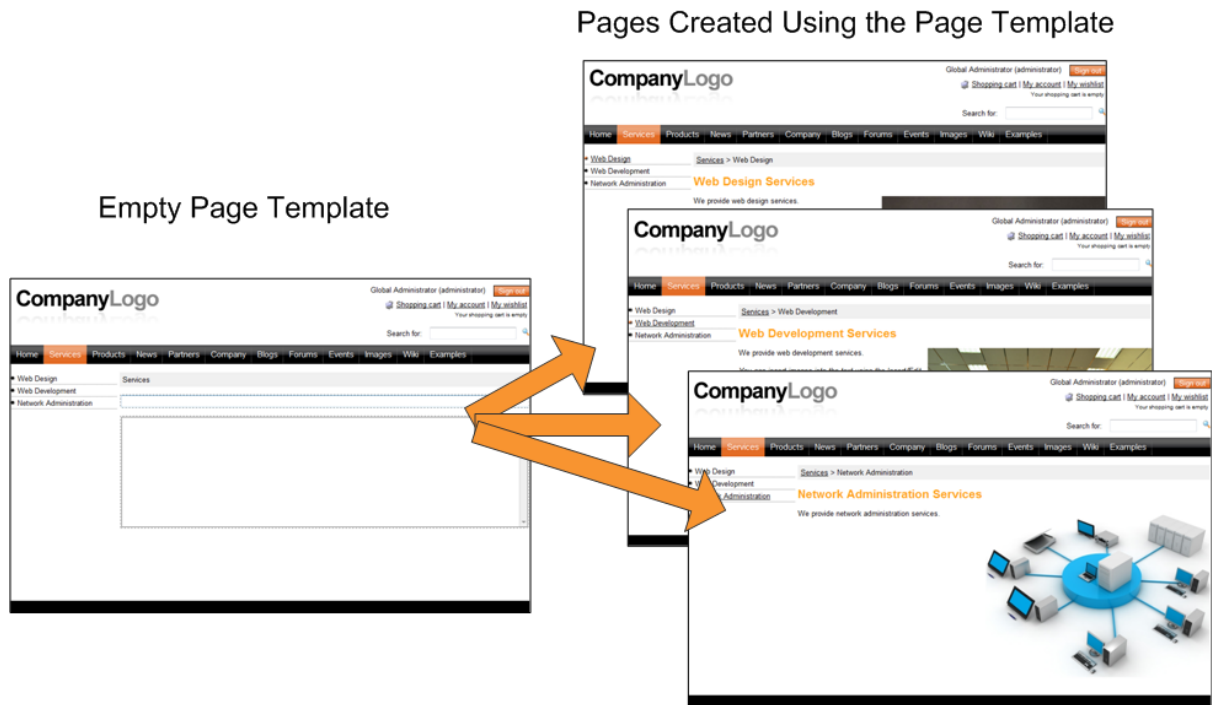 Pages Created Using the Page Template
Empty Page Template
CompanyLogo
Global Administrator (administrator) Sign out
Shopping cart | My account | My wishlist
Your shopping cart is empty
Search for:
Home Services Products News Partners Company Blogs Forums Events Images Wiki Examples
Web Design
Web Development
Network Administration
Services
CompanyLogo
Global Administrator (administrator) Sign out
Shopping cart | My account | My wishlist
Your shopping cart is empty
Search for:
Home Services Products News Partners Company Blogs Forums Events Images Wiki Examples
Web Design
Web Development
Network Administration
Services > Web Design
Web Design Services
We provide web design services.
CompanyLogo
Global Administrator (administrator) Sign out
Shopping cart | My account | My wishlist
Your shopping cart is empty
Search for:
Home Services Products News Partners Company Blogs Forums Events Images Wiki Examples
Web Design
Web Development
Network Administration
Services > Web Development
Web Development Services
We provide web development services.
CompanyLogo
Global Administrator (administrator) Sign out
Shopping cart | My account | My wishlist
Your shopping cart is empty
Search for:
Home Services Products News Partners Company Blogs Forums Events Images Wiki Examples
Web Design
Development
Administration
Services > Network Administration
Network Administration Services
We provide network administration services.